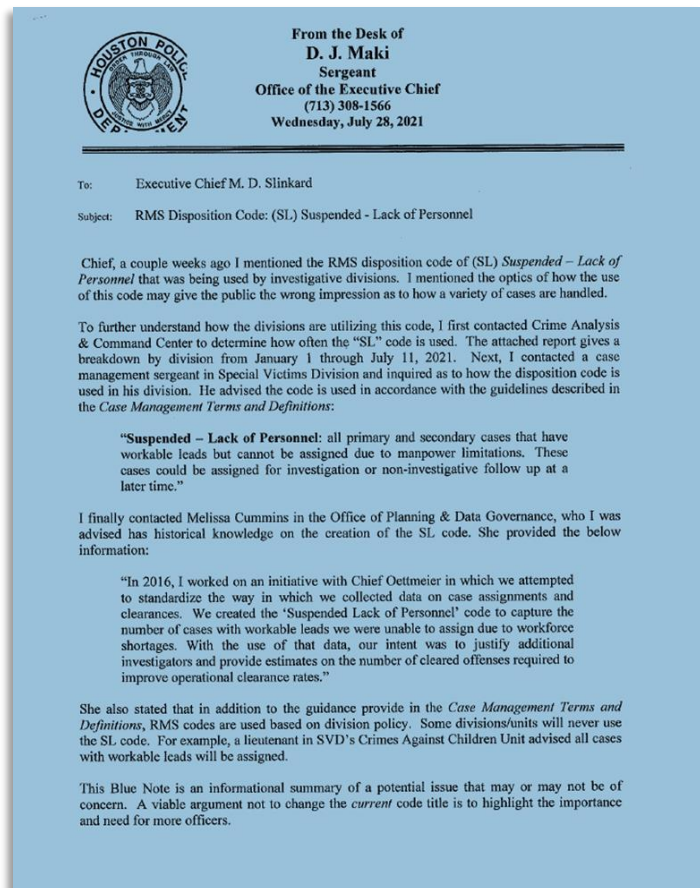 HOUSTON POLICE
DEPARTMENT
ORDER THROUGH LAW
JUSTICE WITH MERCY
From the Desk of
D. J. Maki
Sergeant
Office of the Executive Chief
(713) 308-1566
Wednesday, July 28, 2021
To: Executive Chief M. D. Slinkard
Subject: RMS Disposition Code: (SL) Suspended - Lack of Personnel
Chief, a couple weeks ago I mentioned the RMS disposition code of (SL) Suspended – Lack of
Personnel that was being used by investigative divisions. I mentioned the optics of how the use
of this code may give the public the wrong impression as to how a variety of cases are handled.
To further understand how the divisions are utilizing this code, I first contacted Crime Analysis
& Command Center to determine how often the “SL” code is used. The attached report gives a
breakdown by division from January 1 through July 11, 2021. Next, I contacted a case
management sergeant in Special Victims Division and inquired as to how the disposition code is
used in his division. He advised the code is used in accordance with the guidelines described in
the Case Management Terms and Definitions:
“Suspended – Lack of Personnel: all primary and secondary cases that have
workable leads but cannot be assigned due to manpower limitations. These
cases could be assigned for investigation or non-investigative follow up at a
later time.”
I finally contacted Melissa Cummins in the Office of Planning & Data Governance, who I was
advised has historical knowledge on the creation of the SL code. She provided the below
information:
“In 2016, I worked on an initiative with Chief Oettmeier in which we attempted
to standardize the way in which we collected data on case assignments and
clearances. We created the ‘Suspended Lack of Personnel’ code to capture the
number of cases with workable leads we were unable to assign due to workforce
shortages. With the use of that data, our intent was to justify additional
investigators and provide estimates on the number of cleared offenses required to
improve operational clearance rates.”
She also stated that in addition to the guidance provide in the Case Management Terms and
Definitions, RMS codes are used based on division policy. Some divisions/units will never use
the SL code. For example, a lieutenant in SVD’s Crimes Against Children Unit advised all cases
with workable leads will be assigned.
This Blue Note is an informational summary of a potential issue that may or may not be of
concern. A viable argument not to change the current code title is to highlight the importance
and need for more officers.